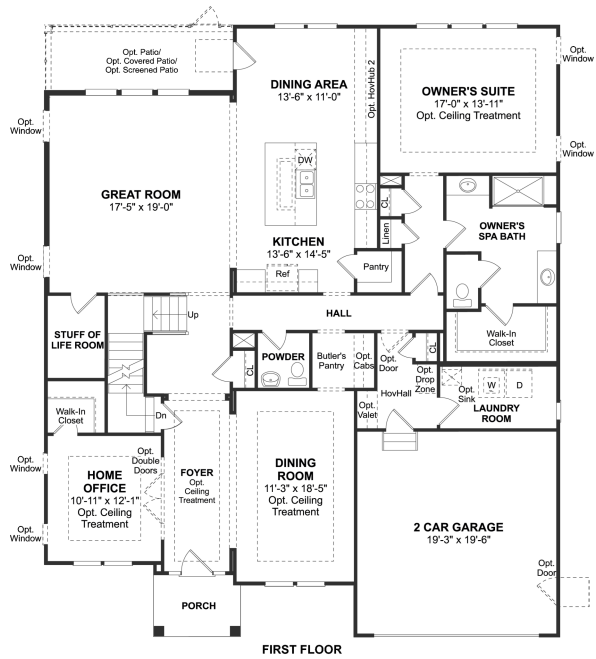 Opt. Patio/
Opt. Covered Patio/
Opt. Screened Patio
DINING AREA
13'-6" x 11'-0"
Opt. HovHub 2
OWNER'S SUITE
17'-0" x 13'-11"
Opt. Ceiling Treatment
Opt.
Window
Opt.
Window
Opt.
Window
GREAT ROOM
17'-5" x 19'-0"
DW
CL
Linen
OWNER'S
SPA BATH
KITCHEN
13'-6" x 14'-5"
Ref
Pantry
Opt.
Window
HALL
Up
STUFF OF
LIFE ROOM
Walk-In
Closet
CL
POWDER
Butler's
Pantry
Opt.
Cabs
Opt.
Door
CL
Opt.
Drop
Zone
HovHall
Opt.
Valet
Opt.
Sink
W
D
LAUNDRY
ROOM
Walk-In
Closet
Dn
Opt.
Window
Opt.
Double
Doors
HOME
OFFICE
10'-11" x 12'-1"
Opt. Ceiling
Treatment
Opt.
Window
FOYER
Opt.
Ceiling
Treatment
DINING
ROOM
11'-3" x 18'-5"
Opt. Ceiling
Treatment
2 CAR GARAGE
19'-3" x 19'-6"
Opt.
Door
PORCH
FIRST FLOOR